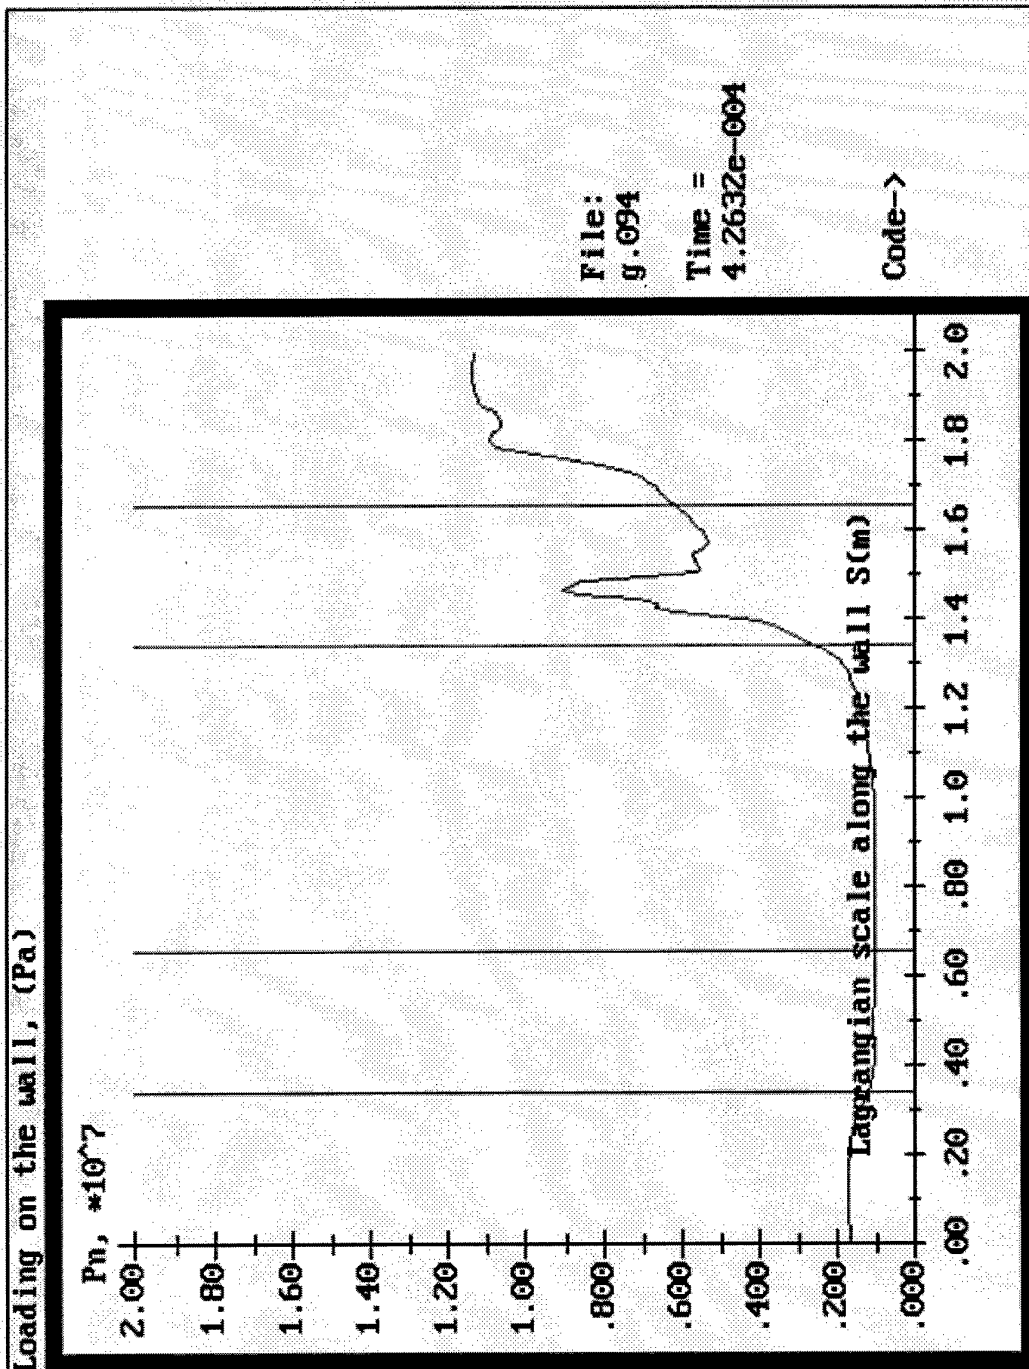 Loading on the wall, (Pa)
Pn, *10^7
2.00
1.80
1.60
1.40
1.20
1.00
.800
.600
.400
.200
.000
Lagrangian scale along the wall S(m)
.00 .20 .40 .60 .80 1.0 1.2 1.4 1.6 1.8 2.0
File:
g.094
Time =
4.2632e-004
Code->